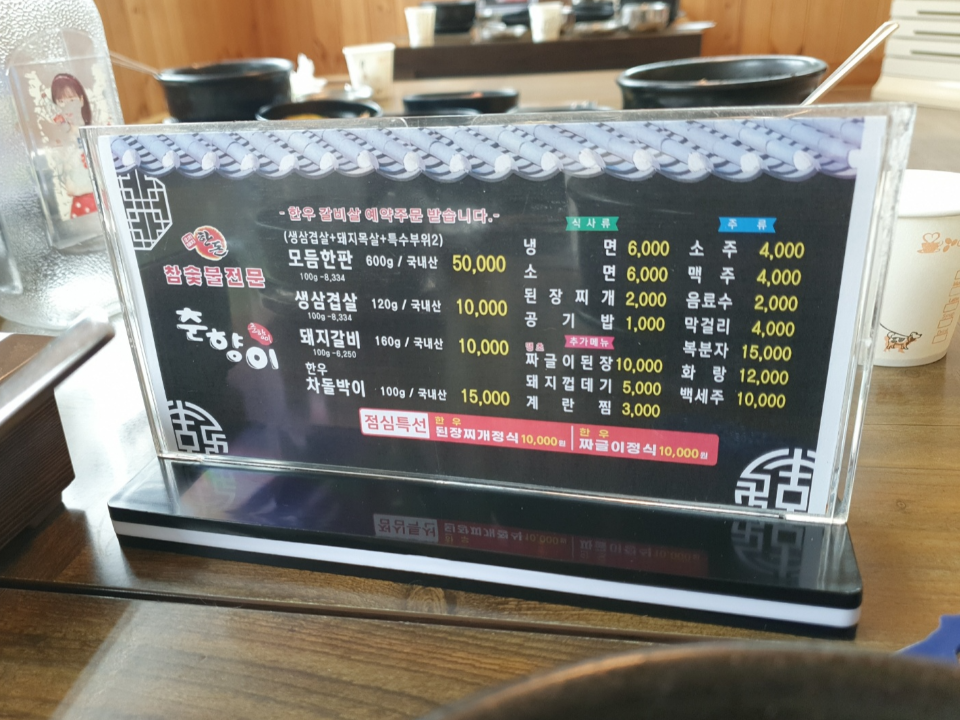 -한우 갈비살 예약주문 받습니다.-
한돈
참숯불전문
춘향이
(생삼겹살+돼지목살+특수부위2)
모듬한판 600g / 국내산 50,000
100g -8,334
생삼겹살 120g / 국내산 10,000
100g -8,334
돼지갈비 160g / 국내산 10,000
100g -6,250
한우
차돌박이 100g / 국내산 15,000
식사류
냉 면 6,000
소 면 6,000
된 장 찌 개 2,000
공 기 밥 1,000
추가메뉴
짜글이된장 10,000
돼지껍데기 5,000
계 란 찜 3,000
주 류
소 주 4,000
맥 주 4,000
음료수 2,000
막걸리 4,000
복분자 15,000
화 랑 12,000
백세주 10,000
점심특선
한 우
된장찌개정식 10,000원
한 우
짜글이정식 10,000원